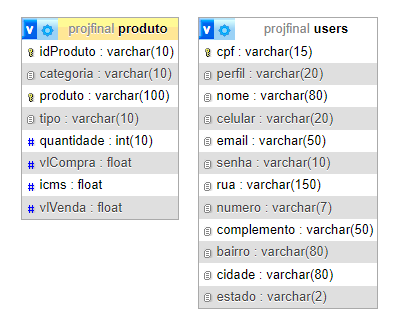 v projfinal produto
idProduto : varchar(10)
categoria : varchar(10)
produto : varchar(100)
tipo : varchar(10)
# quantidade : int(10)
# vlCompra : float
# icms : float
# vlVenda : float
v projfinal users
cpf : varchar(15)
perfil : varchar(20)
nome : varchar(80)
celular : varchar(20)
email : varchar(50)
senha : varchar(10)
rua : varchar(150)
numero : varchar(7)
complemento : varchar(50)
bairro : varchar(80)
cidade : varchar(80)
estado : varchar(2)